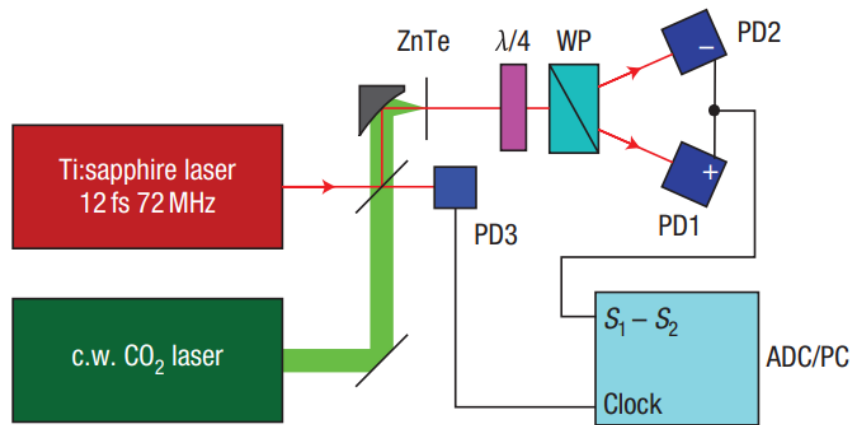 ZnTe
λ/4
WP
PD2
−
Ti:sapphire laser
12 fs 72 MHz
PD3
+
PD1
c.w. CO₂ laser
S₁ – S₂
ADC/PC
Clock